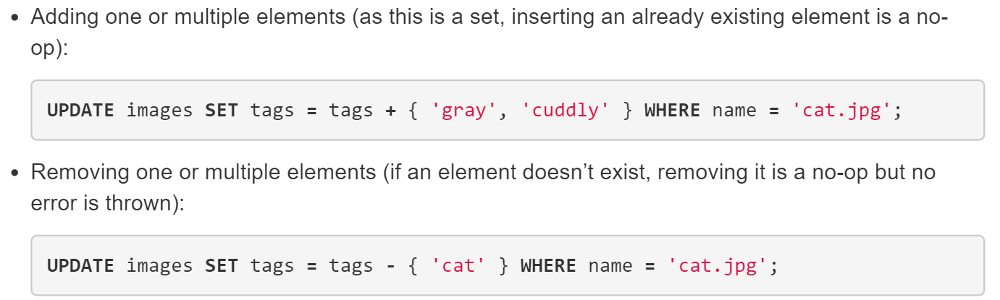 • Adding one or multiple elements (as this is a set, inserting an already existing element is a no-
op):
UPDATE images SET tags = tags + { 'gray', 'cuddly' } WHERE name = 'cat.jpg';
• Removing one or multiple elements (if an element doesn’t exist, removing it is a no-op but no
error is thrown):
UPDATE images SET tags = tags - { 'cat' } WHERE name = 'cat.jpg';